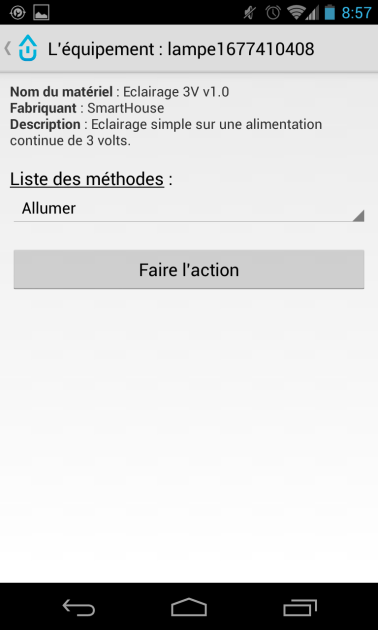 8:57
L'équipement : lampe1677410408
Nom du matériel : Eclairage 3V v1.0
Fabriquant : SmartHouse
Description : Eclairage simple sur une alimentation
continue de 3 volts.
Liste des méthodes :
Allumer
Faire l'action